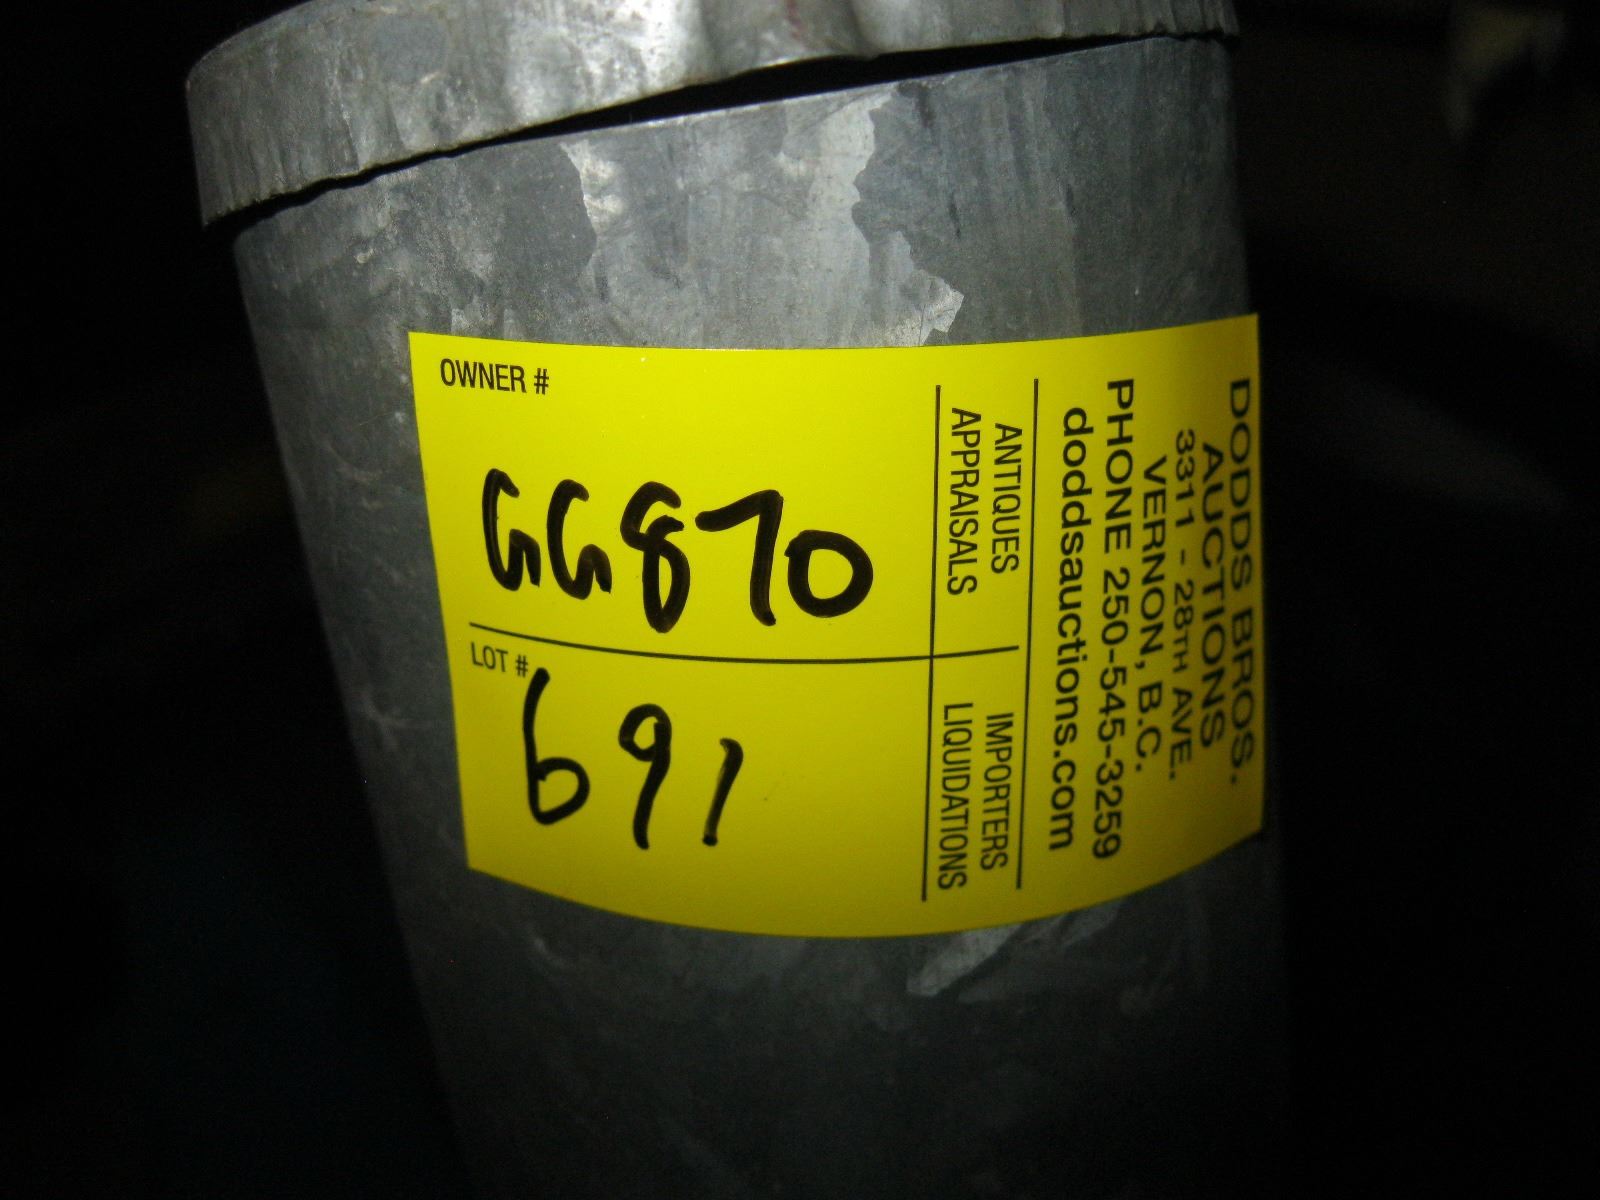 OWNER #
GG870
LOT #
691
ANTIQUES
APPRAISALS
IMPORTERS
LIQUIDATIONS
DODDS BROS.
AUCTIONS
3311 - 28TH AVE.
VERNON, B.C.
PHONE 250-545-3259
doddsauctions.com